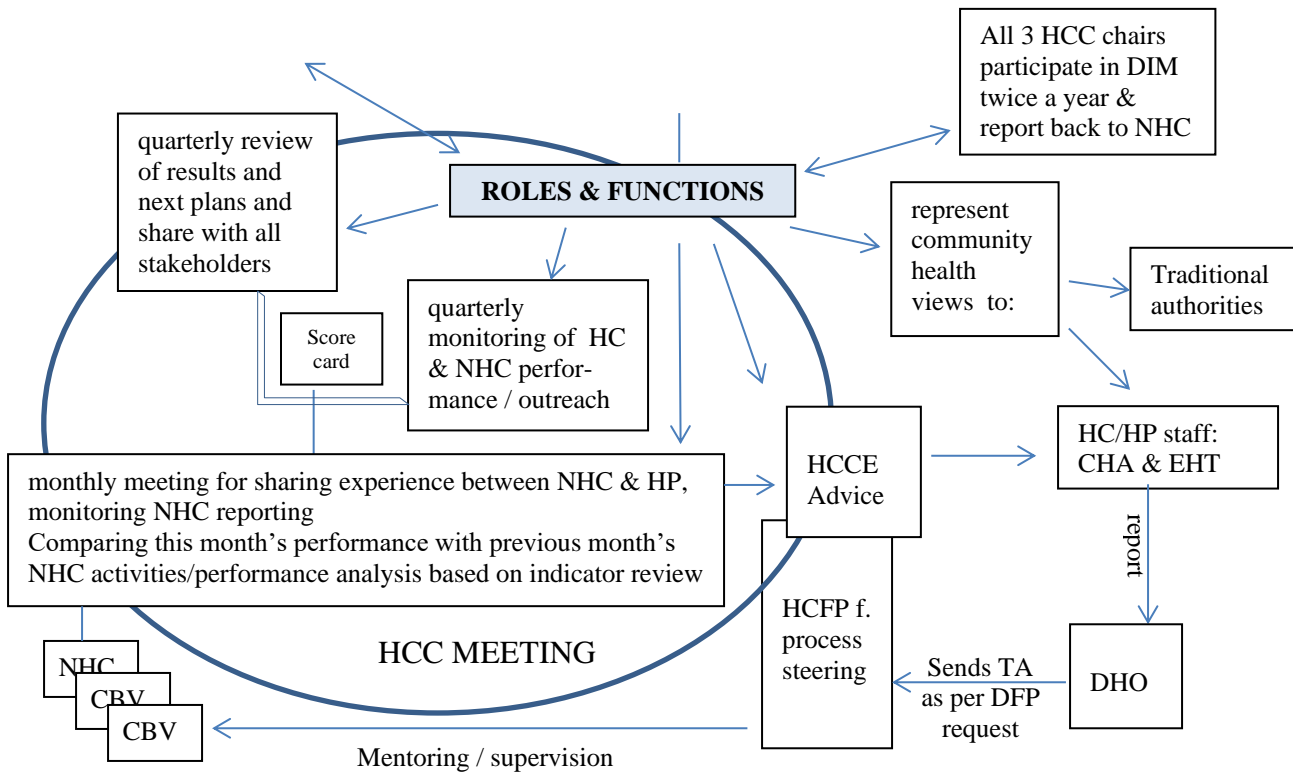 All 3 HCC chairs
participate in DIM
twice a year &
report back to NHC
quarterly review
of results and
next plans and
share with all
stakeholders
ROLES & FUNCTIONS
represent
community
health
views to:
Traditional
authorities
Score
card
quarterly
monitoring of HC
& NHC perfor-
mance / outreach
HCCE
Advice
HC/HP staff:
CHA & EHT
monthly meeting for sharing experience between NHC & HP,
monitoring NHC reporting
Comparing this month’s performance with previous month’s
NHC activities/performance analysis based on indicator review
report
HCFP f.
process
steering
HCC MEETING
NHC
CBV
CBV
Sends TA
as per DFP
request
DHO
Mentoring / supervision